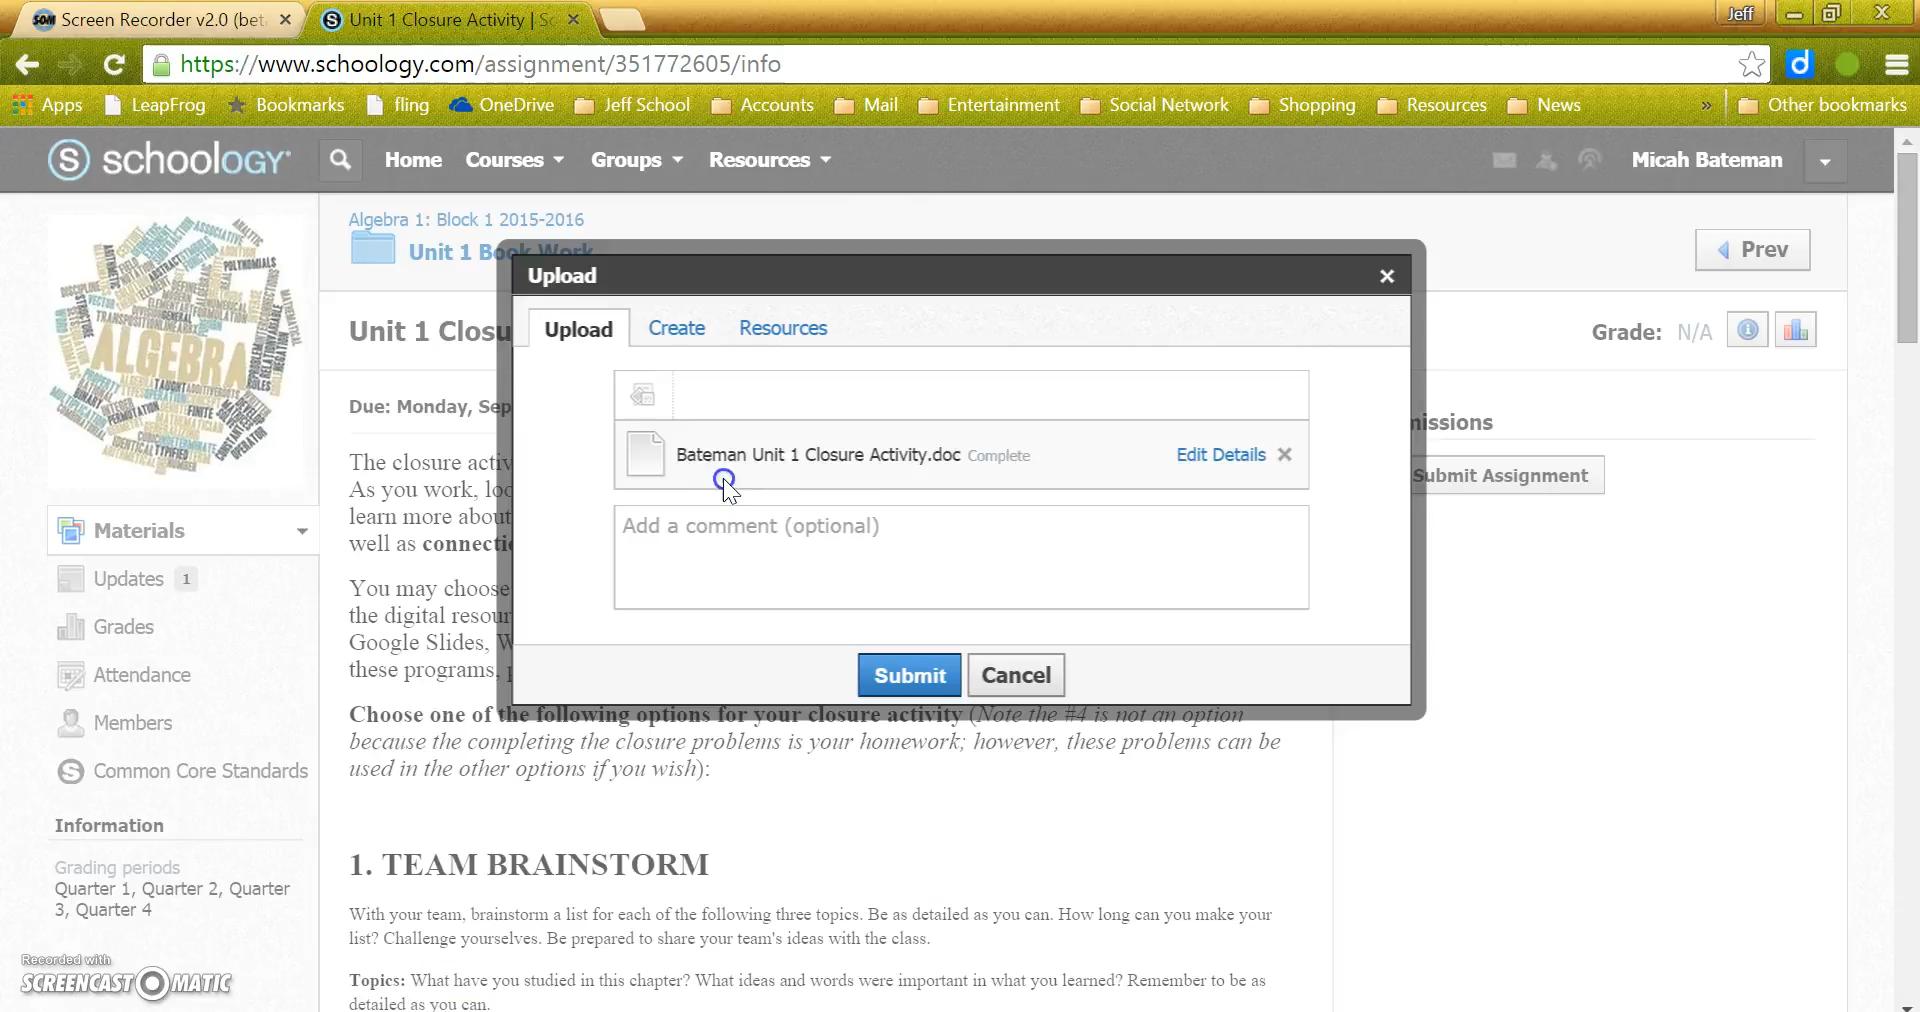 Screen Recorder v2.0 (bet
Unit 1 Closure Activity | Sc
Jeff
https://www.schoology.com/assignment/351772605/info
Apps LeapFrog Bookmarks fling OneDrive Jeff School Accounts Mail Entertainment Social Network Shopping Resources News » Other bookmarks
schoology Home Courses Groups Resources Micah Bateman
ALGEBRA
Algebra 1: Block 1 2015-2016
Unit 1 Book Work
Prev
Unit 1 Closu
Grade: N/A
Upload
Upload Create Resources
Due: Monday, Sep
issions
Submit Assignment
Bateman Unit 1 Closure Activity.doc Complete Edit Details
Add a comment (optional)
Submit Cancel
The closure activ
As you work, loo
learn more about
well as connectio
You may choose
the digital resour
Google Slides, W
these programs, p
Choose one of the following options for your closure activity (Note the #4 is not an option
because the completing the closure problems is your homework; however, these problems can be
used in the other options if you wish):
1. TEAM BRAINSTORM
With your team, brainstorm a list for each of the following three topics. Be as detailed as you can. How long can you make your
list? Challenge yourselves. Be prepared to share your team's ideas with the class.
Topics: What have you studied in this chapter? What ideas and words were important in what you learned? Remember to be as
detailed as you can.
Materials
Updates 1
Grades
Attendance
Members
Common Core Standards
Information
Grading periods
Quarter 1, Quarter 2, Quarter
3, Quarter 4
Recorded with
SCREENCAST MATIC